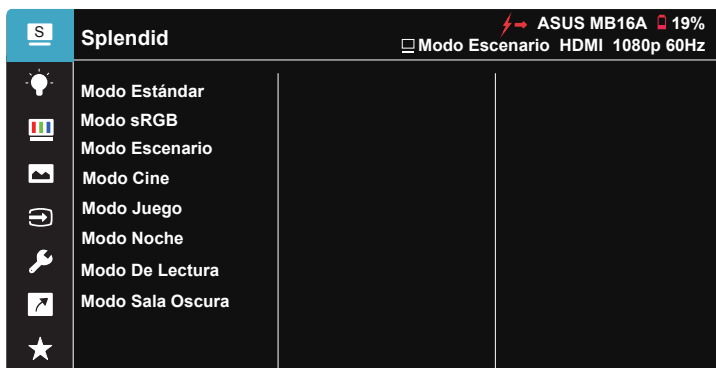 S
Splendid
ASUS MB16A 19%
Modo Escenario HDMI 1080p 60Hz
Modo Estándar
Modo sRGB
Modo Escenario
Modo Cine
Modo Juego
Modo Noche
Modo De Lectura
Modo Sala Oscura